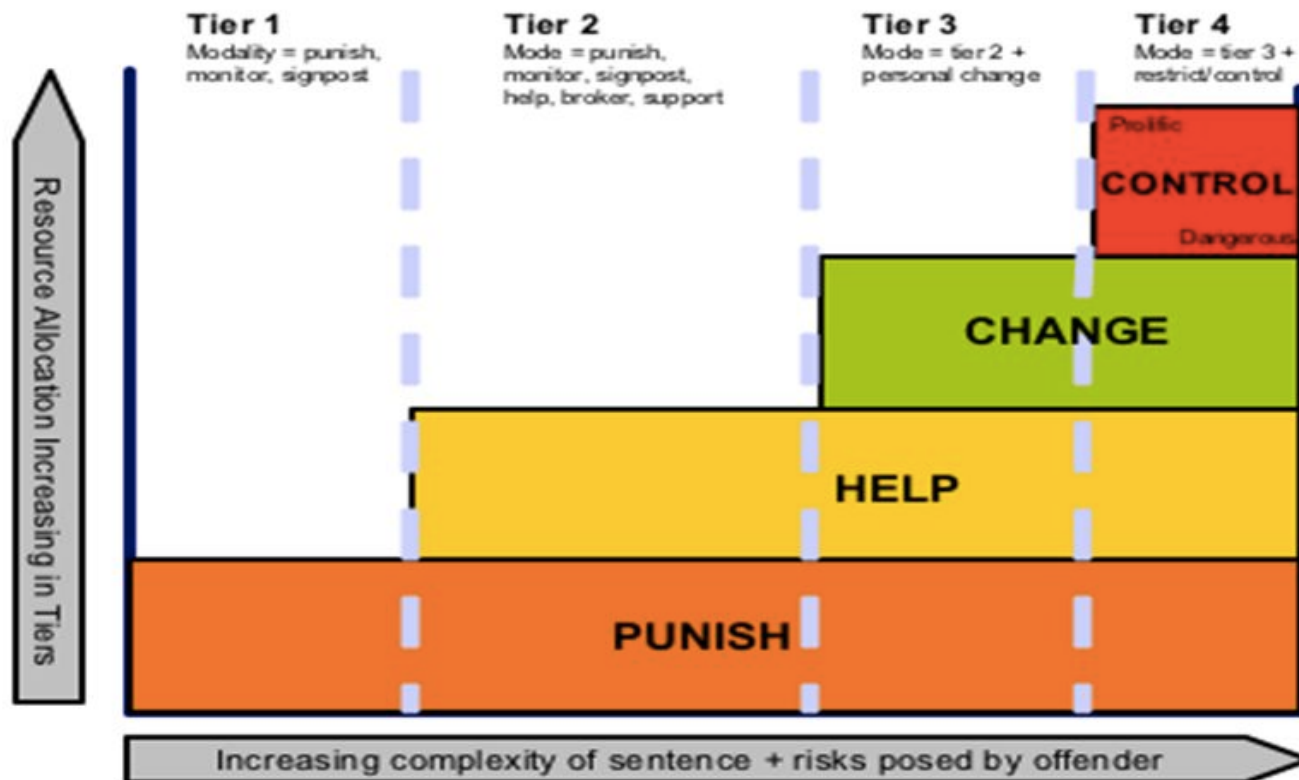 Tier 1
Modality = punish,
monitor, signpost
Tier 2
Mode = punish,
monitor, signpost,
help, broker, support
Tier 3
Mode = tier 2 +
personal change
Tier 4
Mode = tier 3 +
restrict/control
Resource Allocation Increasing in Tiers
Prolific
CONTROL
Dangerous
CHANGE
HELP
PUNISH
Increasing complexity of sentence + risks posed by offender